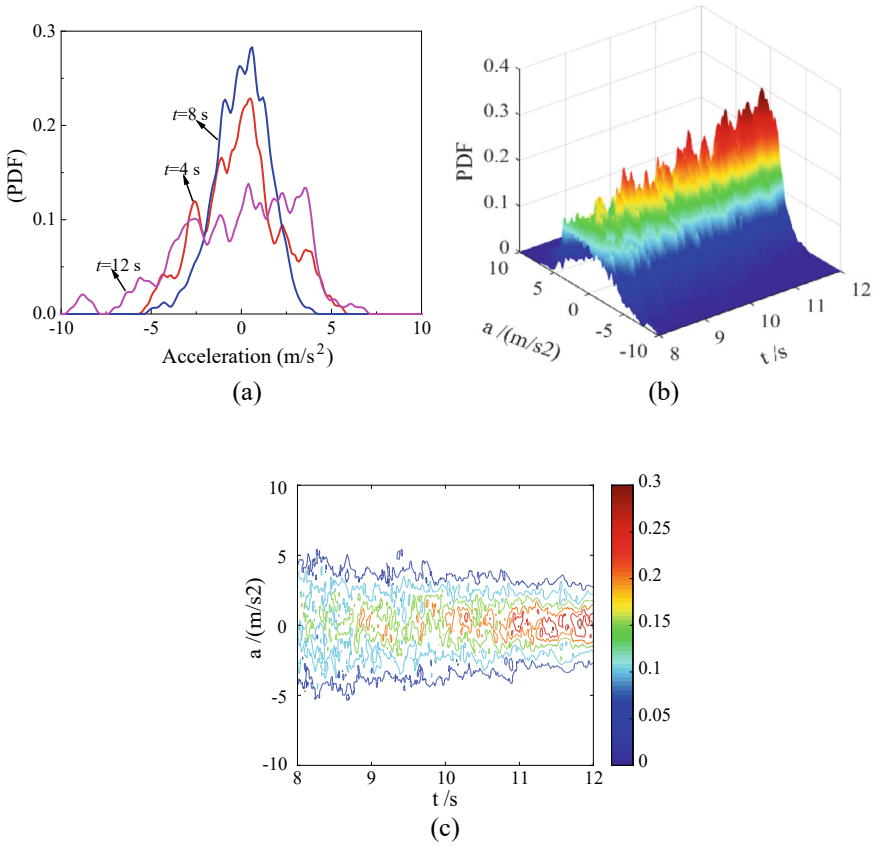 0.3
0.2
0.1
0.0
(PDF)
t=8 s
t=4 s
t=12 s
-10 -5 0 5 10
Acceleration (m/s²)
(a)
0.4
0.3
0.2
0.1
0
PDF
10 5 0 -5 -10
a /(m/s2)
8 9 10 11 12
t /s
(b)
10
5
0
-5
-10
a /(m/s2)
8 9 10 11 12
t /s
0.3
0.25
0.2
0.15
0.1
0.05
0
(c)